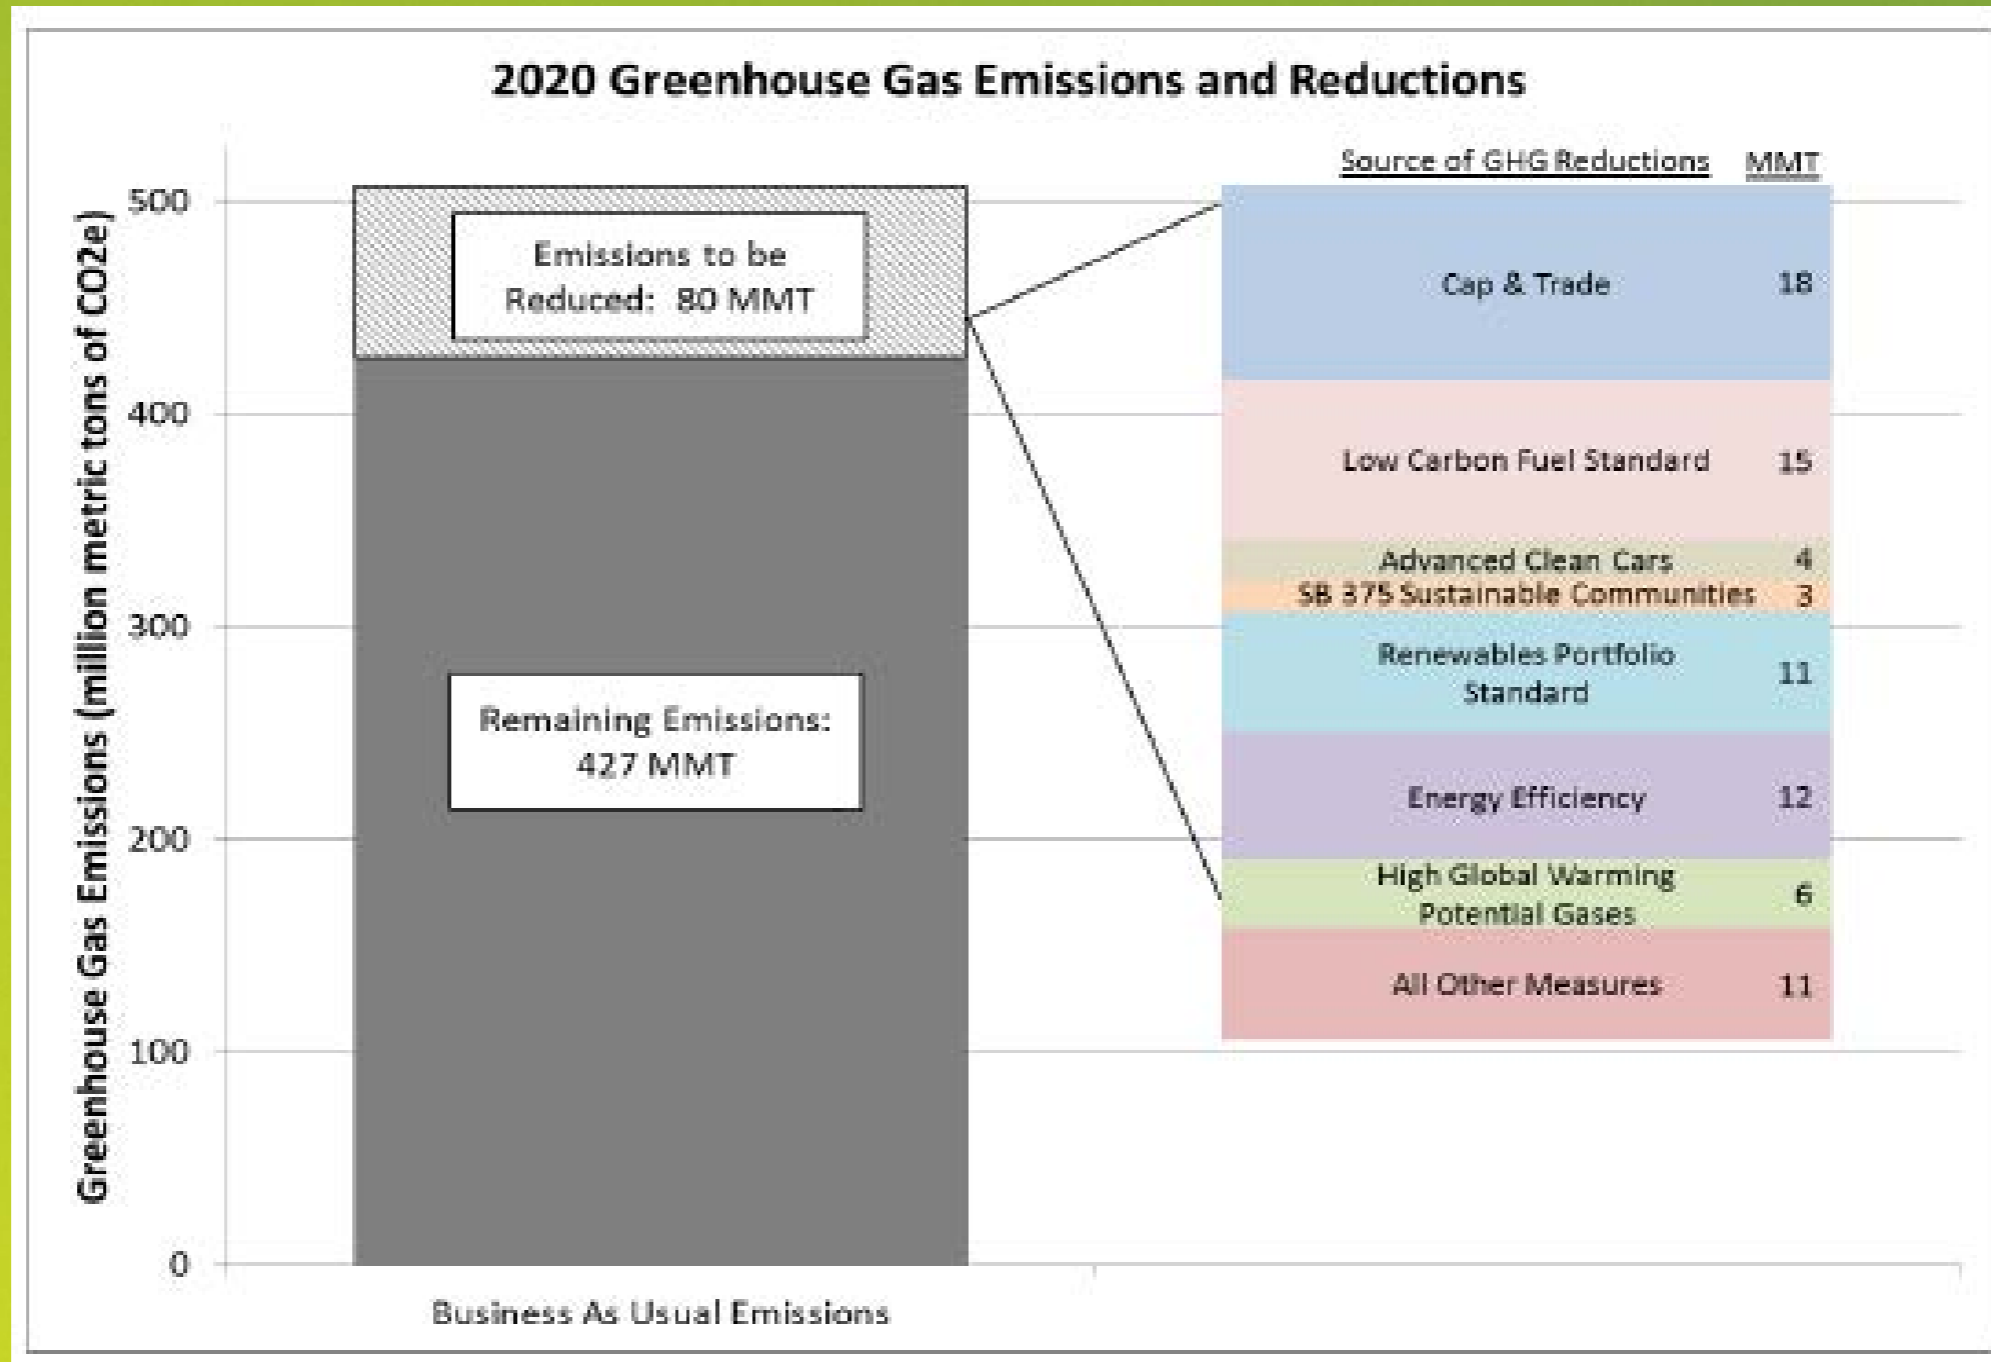 2020 Greenhouse Gas Emissions and Reductions
Greenhouse Gas Emissions (million metric tons of CO2e)
500
400
300
200
100
0
Emissions to be
Reduced: 80 MMT
Remaining Emissions:
427 MMT
Business As Usual Emissions
Source of GHG Reductions MMT
Cap & Trade 18
Low Carbon Fuel Standard 15
Advanced Clean Cars 4
SB 375 Sustainable Communities 3
Renewables Portfolio
Standard 11
Energy Efficiency 12
High Global Warming
Potential Gases 6
All Other Measures 11